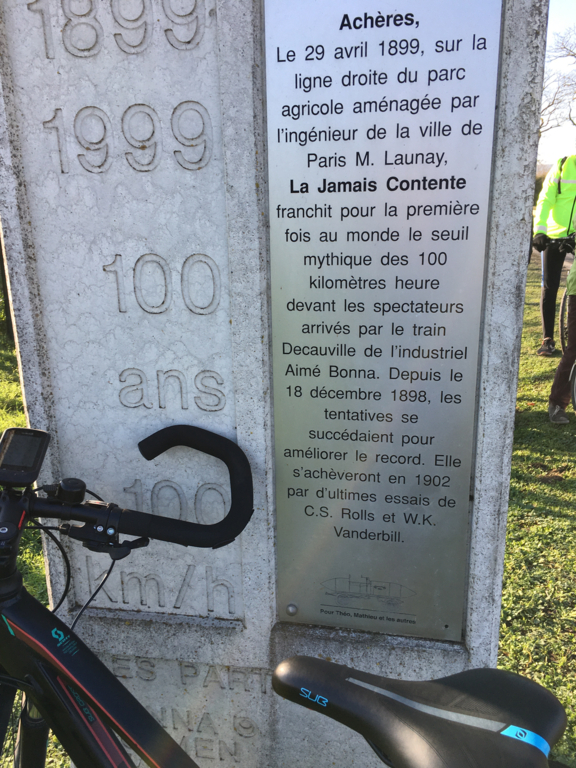 1899
1999
100
ans
100
km/h
Achères,
Le 29 avril 1899, sur la
ligne droite du parc
agricole aménagée par
l'ingénieur de la ville de
Paris M. Launay,
La Jamais Contente
franchit pour la première
fois au monde le seuil
mythique des 100
kilomètres heure
devant les spectateurs
arrivés par le train
Decauville de l'industriel
Aimé Bonna. Depuis le
18 décembre 1898, les
tentatives se
succédaient pour
améliorer le record. Elle
s'achèveront en 1902
par d'ultimes essais de
C.S. Rolls et W.K.
Vanderbill.
Pour Théo, Mathieu et les autres
SUB